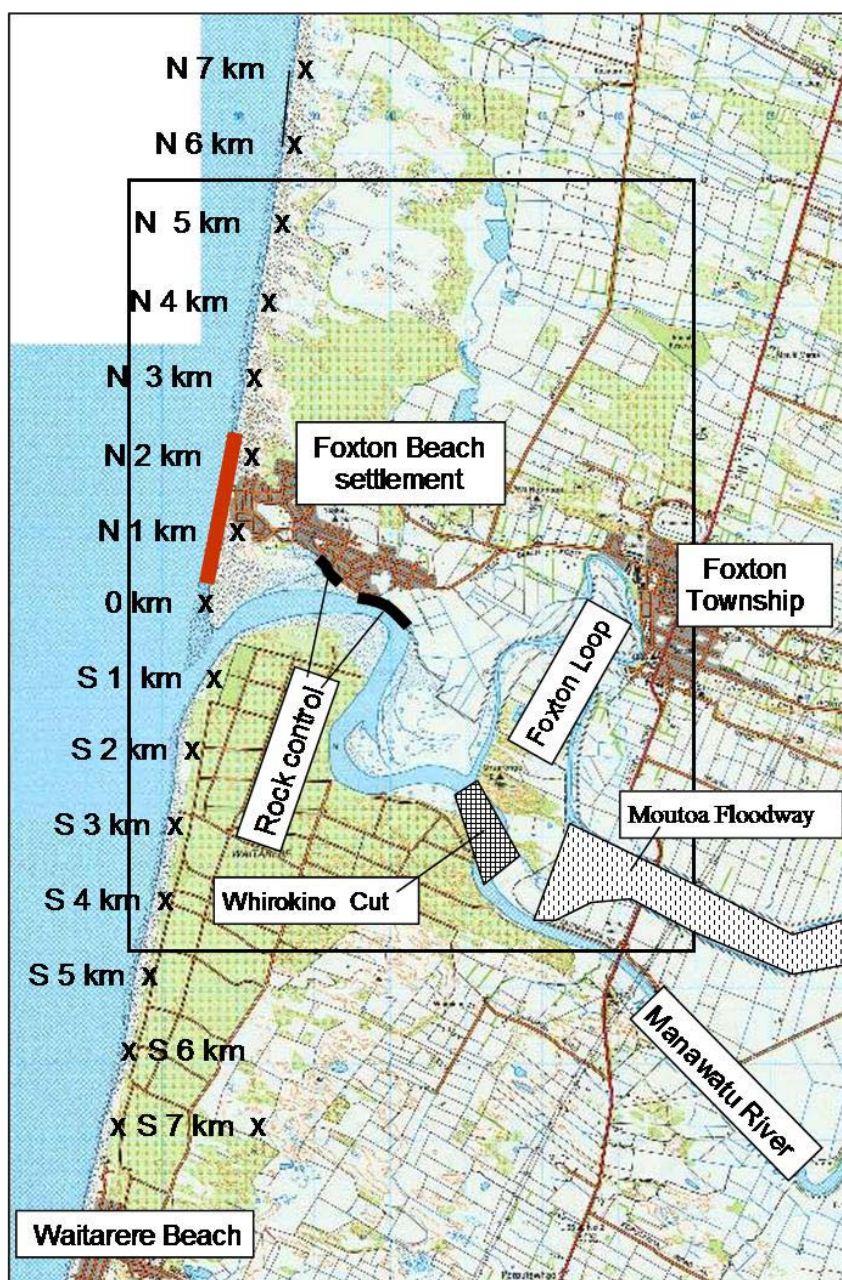 N 7 km x
N 6 km x
N 5 km x
N 4 km x
N 3 km x
N 2 km x
Foxton Beach
settlement
N 1 km x
Foxton
Township
0 km x
Foxton Loop
S 1 km x
Rock control
S 2 km x
Moutoa Floodway
S 3 km x
WAITARERE
Whirokino Cut
S 4 km x
S 5 km x
Manawatu River
x S 6 km
x S 7 km x
Waitarere Beach